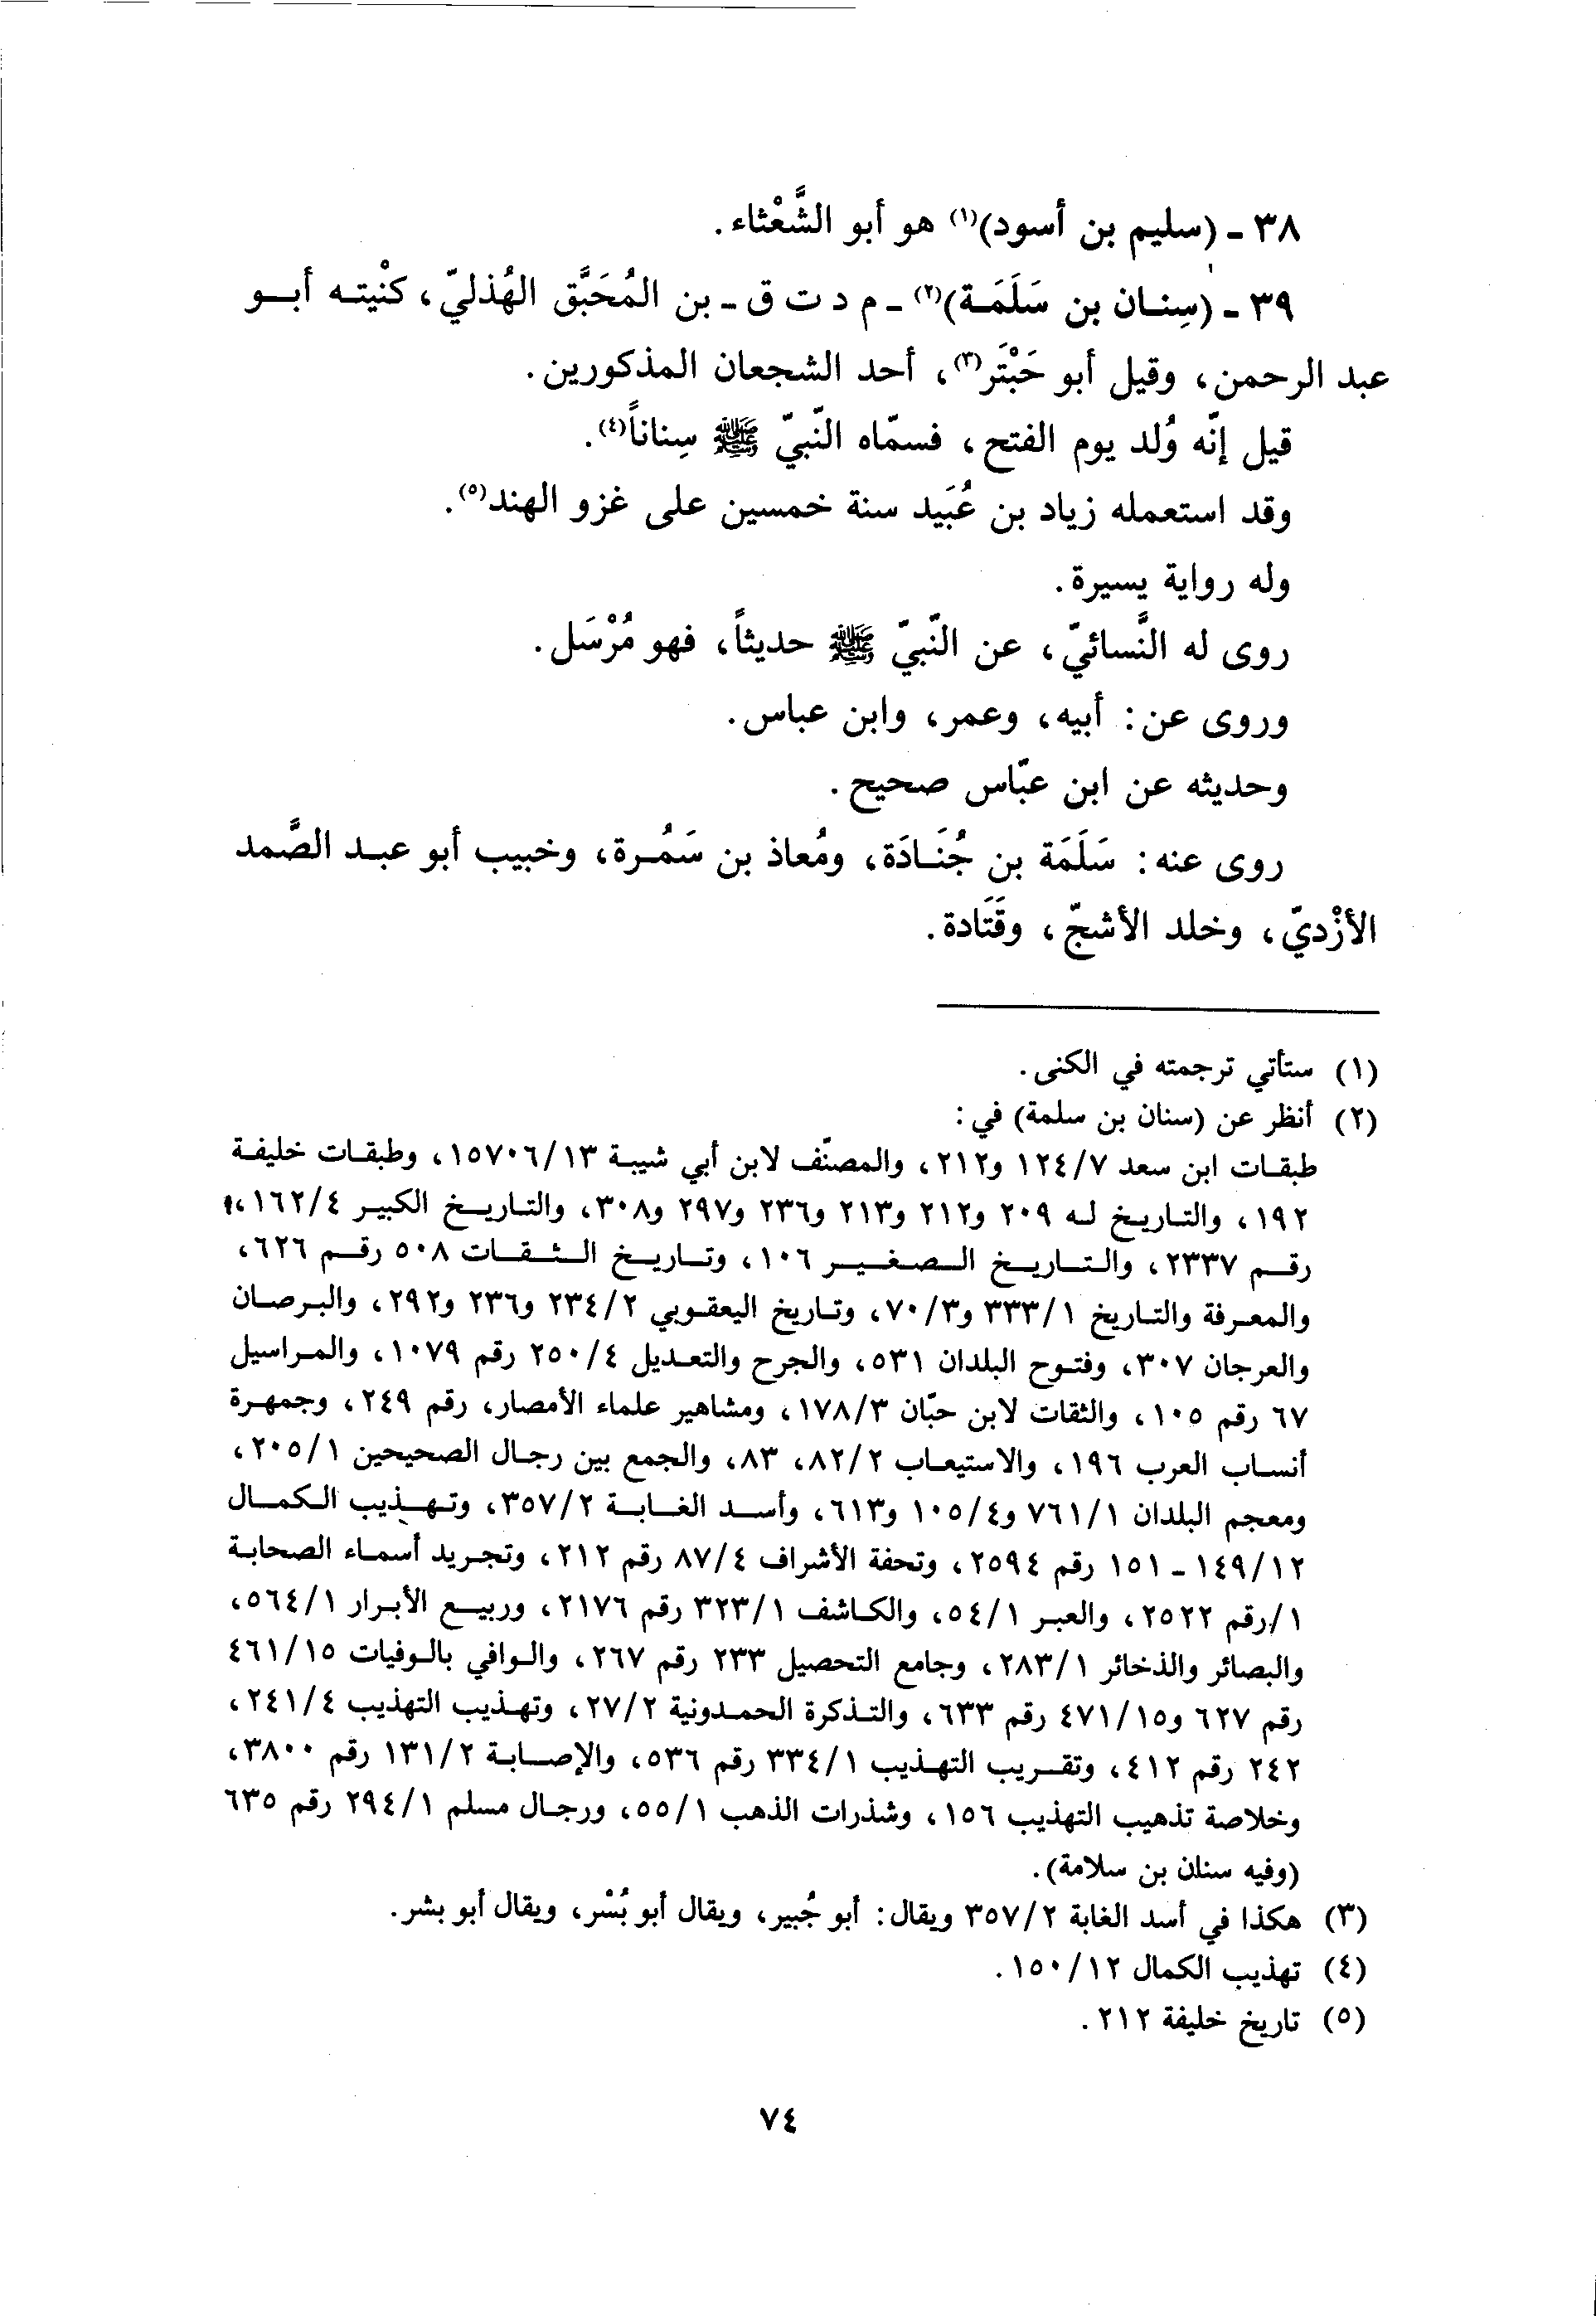 ٣٨ - (سليم بن أسود)(١) هو أبو الشَّعْثاء.
٣٩ - (سِنان بن سَلَمَة)(٢) - م د ت ق - بن المُحَبَّق الهُذليّ، كنْيته أبو
عبد الرحمن، وقيل أبو حَبْتَر(٣)، أحد الشجعان المذكورين.
قيل إنّه وُلد يوم الفتح، فسمّاه النّبيّ ﷺ سِناناً(٤).
وقد استعمله زياد بن عُبَيد سنة خمسين على غزو الهند(٥).
وله رواية يسيرة.
روى له النَّسائيّ، عن النّبيّ ﷺ حديثاً، فهو مُرْسَل.
وروى عن: أبيه، وعمر، وابن عباس.
وحديثه عن ابن عبّاس صحيح.
روى عنه: سَلَمَة بن جُنَادَة، ومُعاذ بن سَمُرة، وخبيب أبو عبد الصَّمد
الأزْديّ، وخلد الأشجّ، وقَتَادة.
(١) ستأتي ترجمته في الكنى.
(٢) أنظر عن (سنان بن سلمة) في:
طبقات ابن سعد ١٢٤/٧ و٢١٢، والمصنّف لابن أبي شيبة ١٥٧٠٦/١٣، وطبقات خليفة
١٩٢، والتاريخ له ٢٠٩ و٢١٢ و٢١٣ و٢٣٦ و٢٩٧ و٣٠٨، والتاريخ الكبير ١٦٢/٤،
رقم ٢٣٣٧، والتاريخ الصغير ١٠٦، وتاريخ الثقات ٥٠٨ رقم ٦٢٦،
والمعرفة والتاريخ ٣٣٣/١ و٧٠/٣، وتاريخ اليعقوبي ٢٣٤/٢ و٢٣٦ و٢٩٢، والبرصان
والعرجان ٣٠٧، وفتوح البلدان ٥٣١، والجرح والتعديل ٢٥٠/٤ رقم ١٠٧٩، والمراسيل
٦٧ رقم ١٠٥، والثقات لابن حبّان ١٧٨/٣، ومشاهير علماء الأمصار، رقم ٢٤٩، وجمهرة
أنساب العرب ١٩٦، والاستيعاب ٨٢/٢، ٨٣، والجمع بين رجال الصحيحين ٢٠٥/١،
ومعجم البلدان ٧٦١/١ و١٠٥/٤ و٦١٣، وأسد الغابة ٣٥٧/٢، وتهذيب الكمال
١٤٩/١٢ - ١٥١ رقم ٢٥٩٤، وتحفة الأشراف ٨٧/٤ رقم ٢١٢، وتجريد أسماء الصحابة
١/رقم ٢٥٢٢، والعبر ٥٤/١، والكاشف ٣٢٣/١ رقم ٢١٧٦، وربيع الأبرار ٥٦٤/١،
والبصائر والذخائر ٢٨٣/١، وجامع التحصيل ٢٣٣ رقم ٢٦٧، والوافي بالوفيات ٤٦١/١٥
رقم ٦٢٧ و٤٧١/١٥ رقم ٦٣٣، والتذكرة الحمدونية ٢٧/٢، وتهذيب التهذيب ٢٤١/٤،
٢٤٢ رقم ٤١٢، وتقريب التهذيب ٣٣٤/١ رقم ٥٣٦، والإصابة ١٣١/٢ رقم ٣٨٠٠،
وخلاصة تذهيب التهذيب ١٥٦، وشذرات الذهب ٥٥/١، ورجال مسلم ٢٩٤/١ رقم ٦٣٥
(وفيه سنان بن سلامة).
(٣) هكذا في أسد الغابة ٣٥٧/٢ ويقال: أبو جُبير، ويقال أبو بُسْر، ويقال أبو بشر.
(٤) تهذيب الكمال ١٥٠/١٢.
(٥) تاريخ خليفة ٢١٢.
٧٤